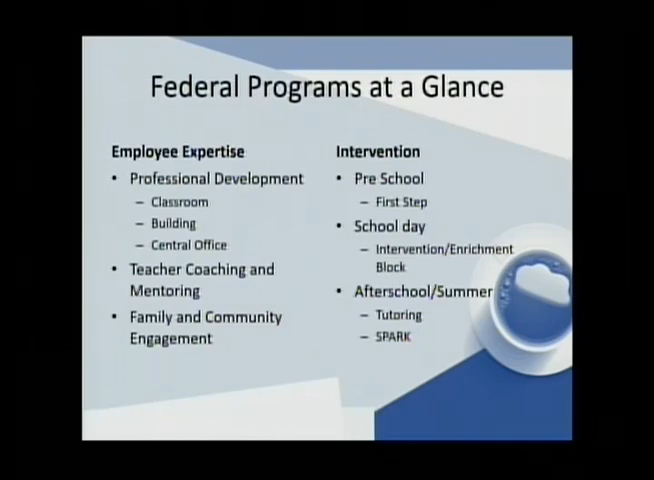 Federal Programs at a Glance
Employee Expertise
• Professional Development
– Classroom
– Building
– Central Office
• Teacher Coaching and
Mentoring
• Family and Community
Engagement
Intervention
• Pre School
– First Step
• School day
– Intervention/Enrichment
Block
• Afterschool/Summer
– Tutoring
– SPARK